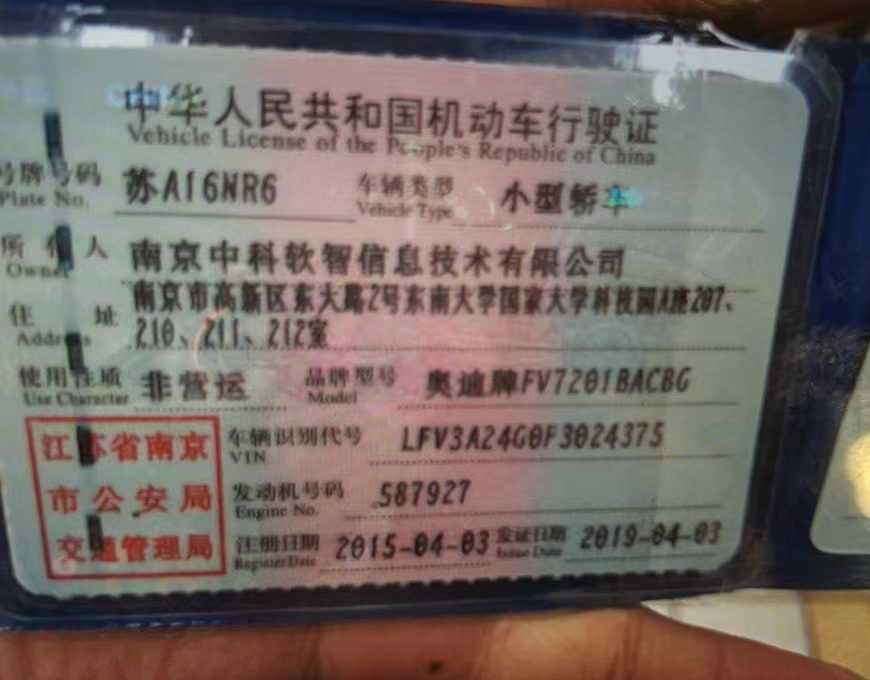 中华人民共和国机动车行驶证
Vehicle License of the People's Republic of China
号牌号码 苏A16NR6 车辆类型 小型轿车
Plate No. Vehicle Type
所有人 南京中科软智信息技术有限公司
Owner
住址 南京市高新区东大路2号东南大学国家大学科技园A座207、
Address 210、211、212室
使用性质 非营运 品牌型号 奥迪牌FV7201BACBG
Use Character Model
江苏省南京
市公安局
交通管理局
车辆识别代号 LFV3A24G0F3024375
VIN
发动机号码 587927
Engine No.
注册日期 2015-04-03 发证日期 2019-04-03
Register Date Issue Date